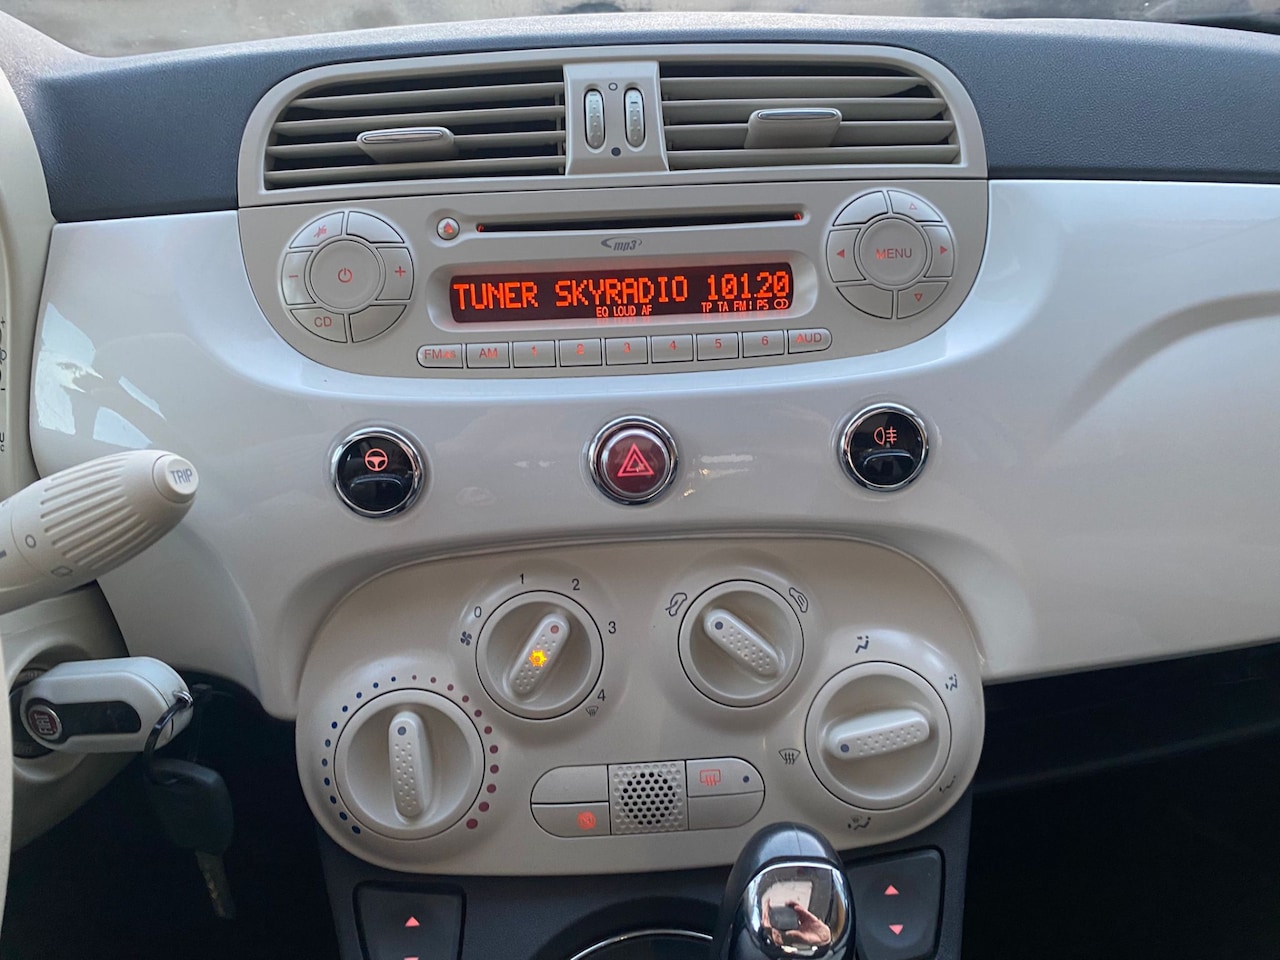 mp3
MENU
TUNER SKYRADIO 101.20
EQ LOUD AF TP TA FM1 PS
CD
FMas AM 1 2 3 4 5 6 AUD
TRIP
0 1 2 3 4
FIAT